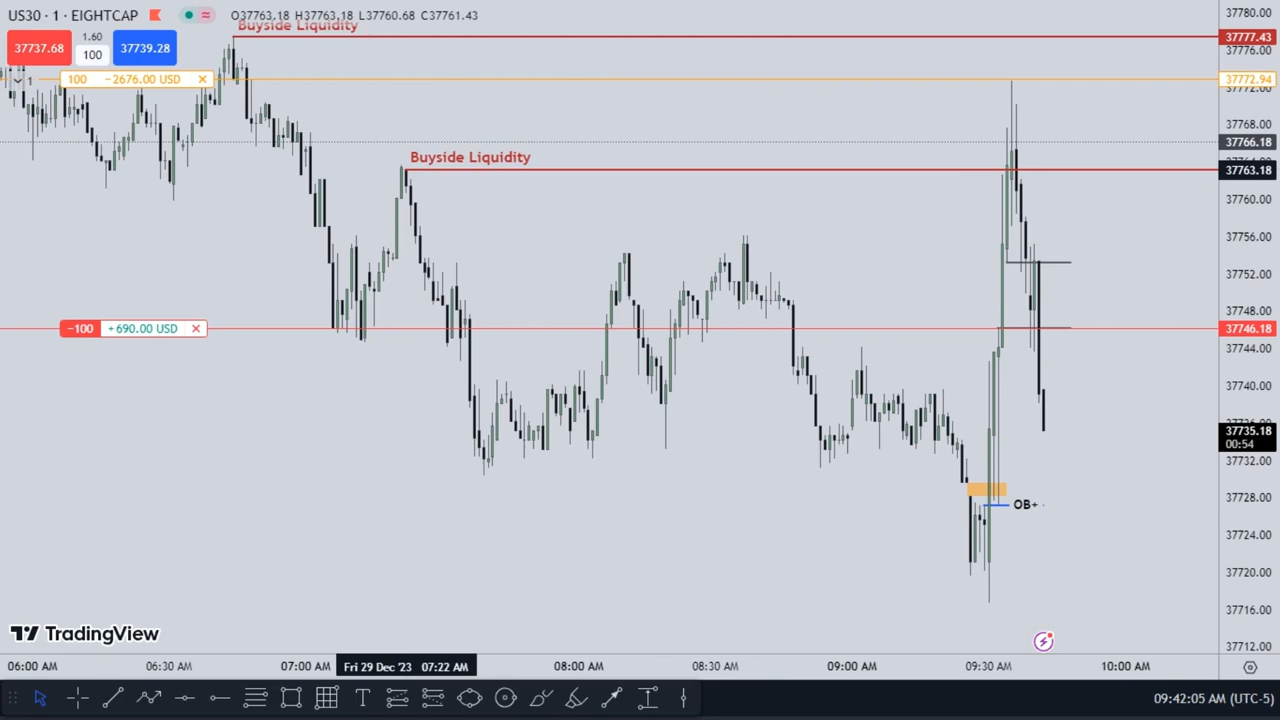 US30 · 1 · EIGHTCAP
O37763.18 H37763.18 L37760.68 C37761.43
37737.68
1.60
100
37739.28
1
100 −2676.00 USD
Buyside Liquidity
Buyside Liquidity
−100 +690.00 USD
OB+
37780.00
37777.43
37776.00
37772.94
37772.00
37768.00
37766.18
37763.18
37760.00
37756.00
37752.00
37748.00
37746.18
37744.00
37740.00
37735.18
00:54
37732.00
37728.00
37724.00
37720.00
37716.00
37712.00
TradingView
06:00 AM
06:30 AM
07:00 AM
Fri 29 Dec '23 07:22 AM
08:00 AM
08:30 AM
09:00 AM
09:30 AM
10:00 AM
09:42:05 AM (UTC-5)